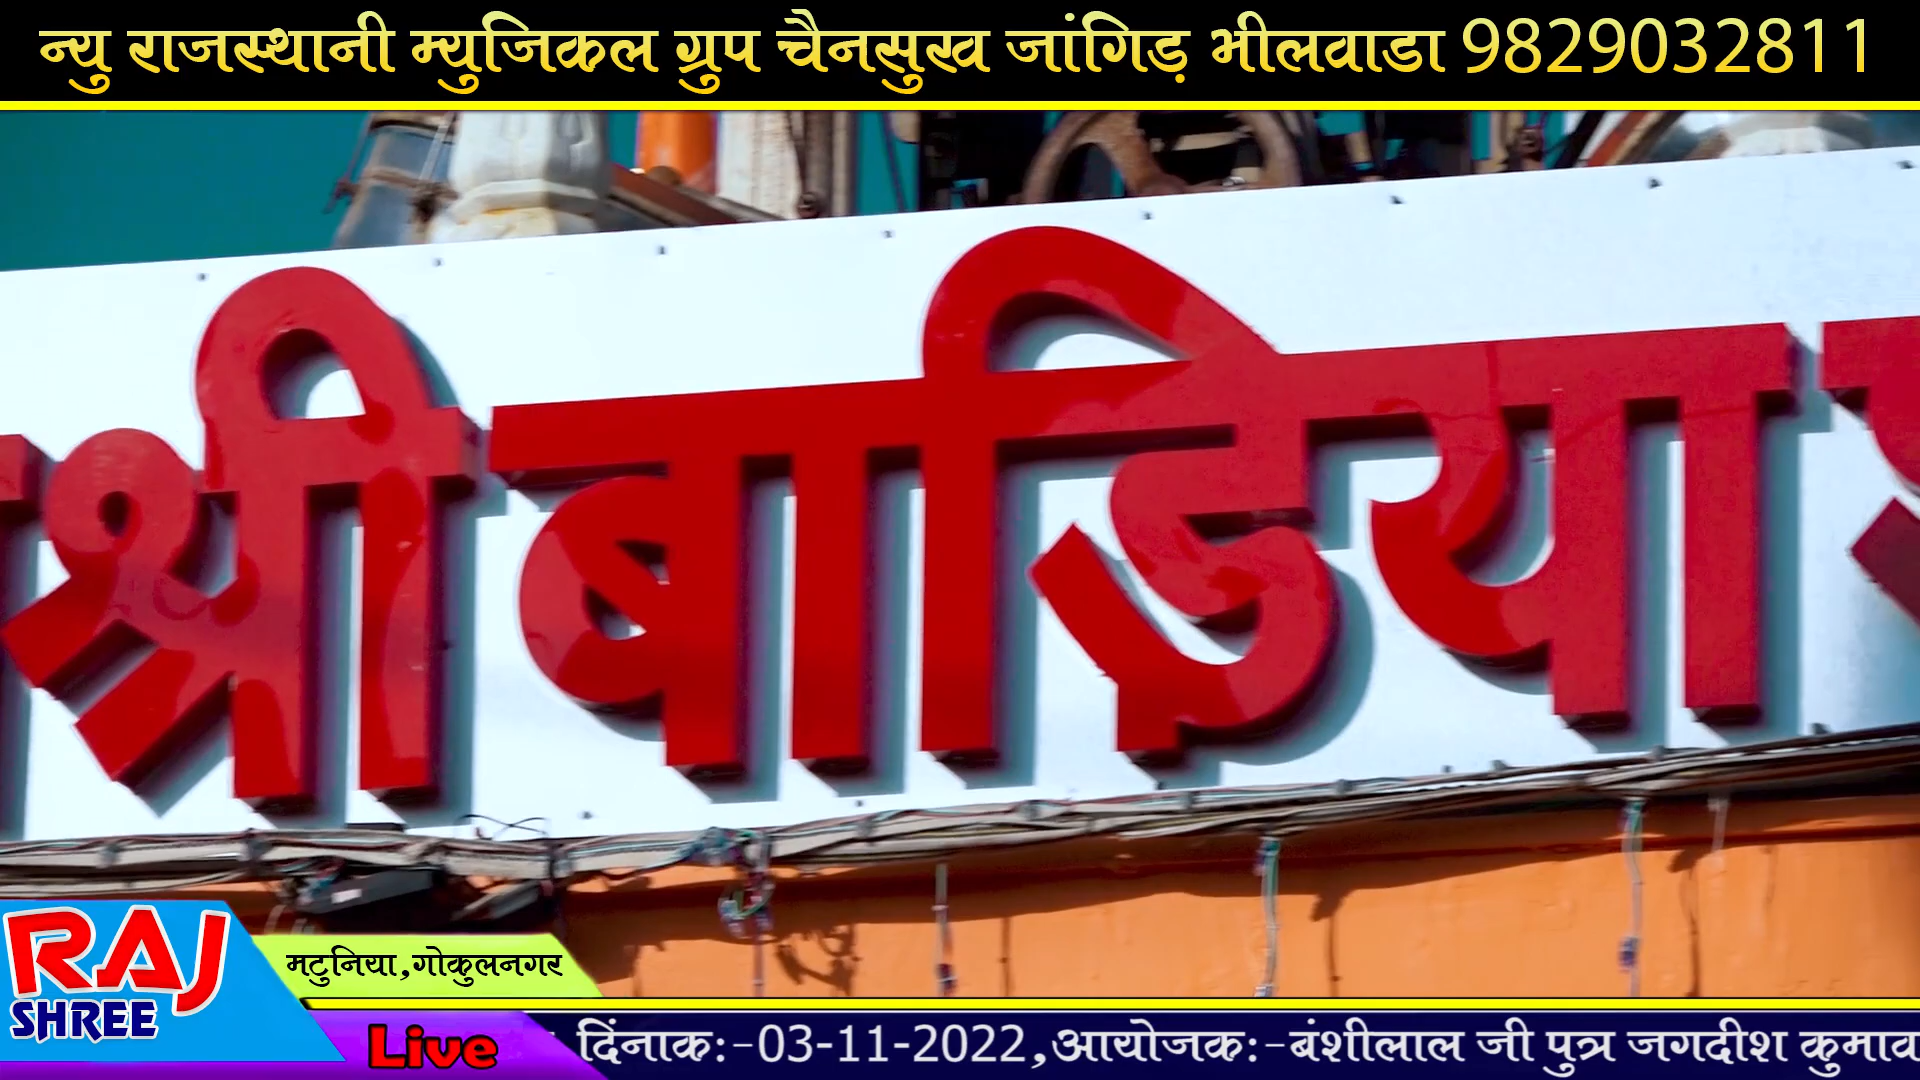 न्यु राजस्थानी म्युजिकल ग्रुप चैनसुख जांगिड़ भीलवाडा 9829032811
श्री बाड़िया
RAJ
SHREE
मटुनिया,गोकुलनगर
Live
दिंनाकः-03-11-2022,आयोजकः-बंशीलाल जी पुत्र जगदीश कुमाव